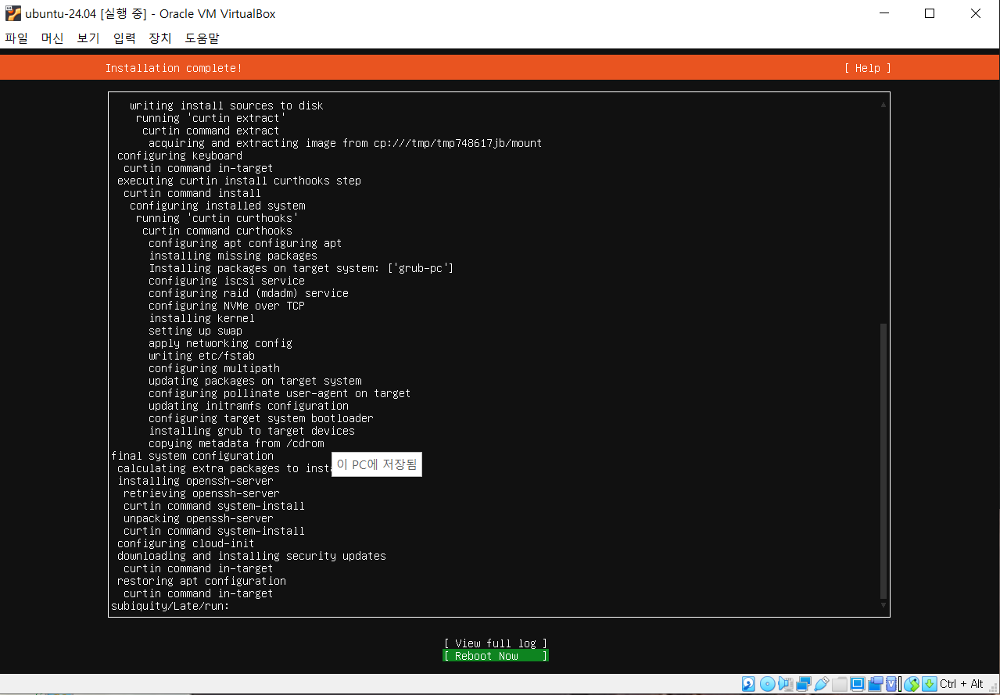 ubuntu-24.04 [실행 중] - Oracle VM VirtualBox
파일 머신 보기 입력 장치 도움말
Installation complete! [ Help ]
writing install sources to disk
running 'curtin extract'
curtin command extract
acquiring and extracting image from cp:///tmp/tmp748617jb/mount
configuring keyboard
curtin command in-target
executing curtin install curthooks step
curtin command install
configuring installed system
running 'curtin curthooks'
curtin command curthooks
configuring apt configuring apt
installing missing packages
Installing packages on target system: ['grub-pc']
configuring iscsi service
configuring raid (mdadm) service
configuring NVMe over TCP
installing kernel
setting up swap
apply networking config
writing etc/fstab
configuring multipath
updating packages on target system
configuring pollinate user-agent on target
updating initramfs configuration
configuring target system bootloader
installing grub to target devices
copying metadata from /cdrom
final system configuration
calculating extra packages to inst
이 PC에 저장됨
installing openssh-server
retrieving openssh-server
curtin command system-install
unpacking openssh-server
curtin command system-install
configuring cloud-init
downloading and installing security updates
curtin command in-target
restoring apt configuration
curtin command in-target
subiquity/Late/run:
[ View full log ]
[ Reboot Now ]
Ctrl + Alt